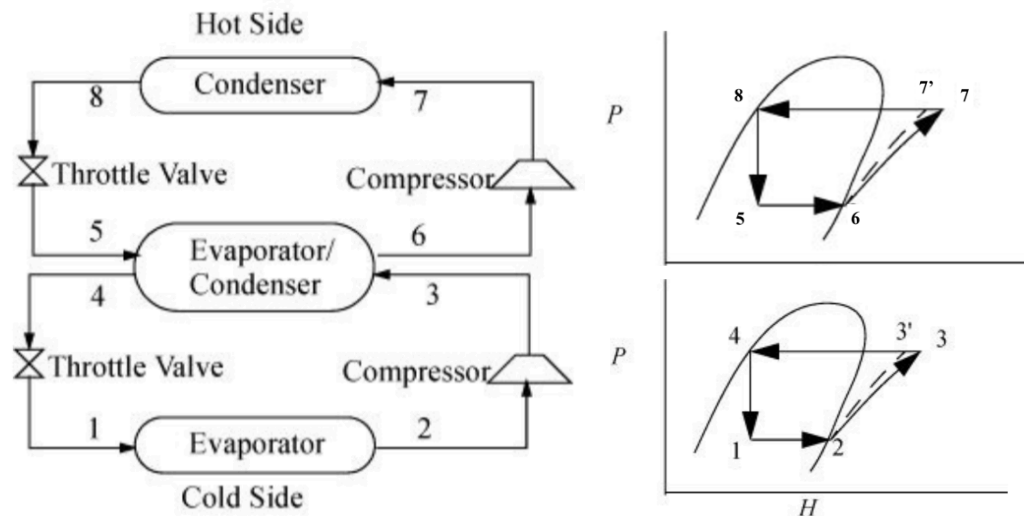 Hot Side
Condenser
8
7
Throttle Valve
Compressor
5
6
Evaporator/
Condenser
4
3
Throttle Valve
Compressor
1
2
Evaporator
Cold Side
P
8
7’
7
5
6
P
4
3'
3
1
2
H